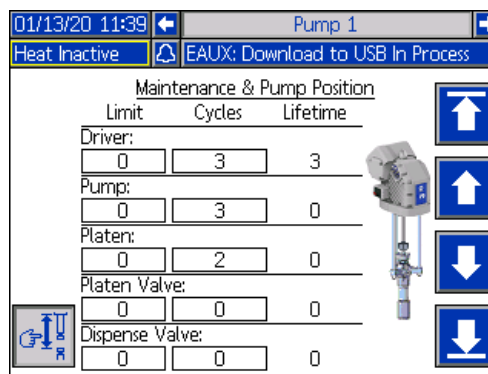 01/13/20 11:39 Pump 1
Heat Inactive EAUX: Download to USB In Process
Maintenance & Pump Position
Limit Cycles Lifetime
Driver:
0 3 3
Pump:
0 3 0
Platen:
0 2 0
Platen Valve:
0 0 0
Dispense Valve:
0 0 0